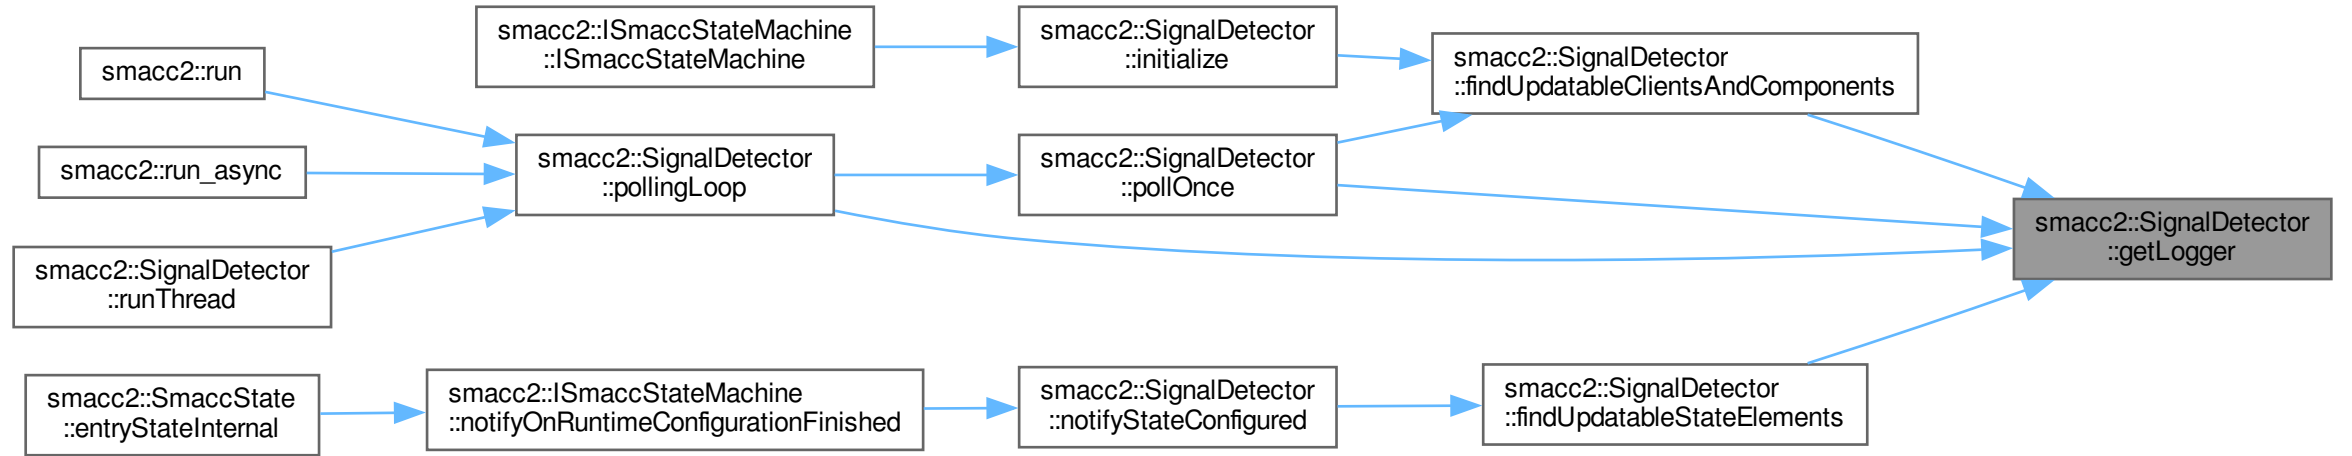 smacc2::run
smacc2::run_async
smacc2::SignalDetector
::runThread
smacc2::SmaccState
::entryStateInternal
smacc2::ISmaccStateMachine
::ISmaccStateMachine
smacc2::SignalDetector
::pollingLoop
smacc2::ISmaccStateMachine
::notifyOnRuntimeConfigurationFinished
smacc2::SignalDetector
::initialize
smacc2::SignalDetector
::pollOnce
smacc2::SignalDetector
::notifyStateConfigured
smacc2::SignalDetector
::findUpdatableClientsAndComponents
smacc2::SignalDetector
::findUpdatableStateElements
smacc2::SignalDetector
::getLogger